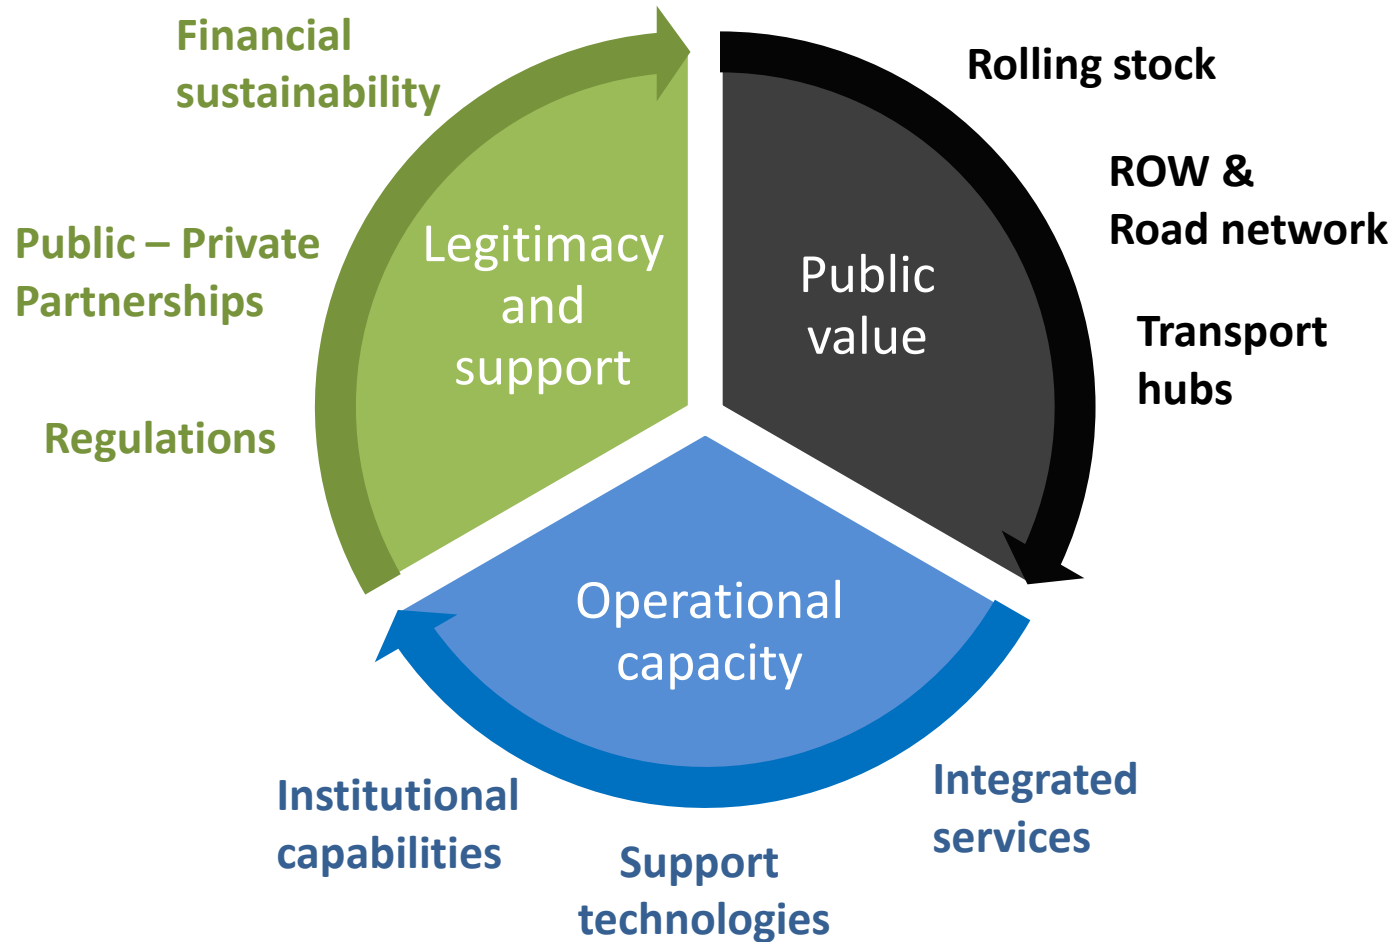 Financial
sustainability
Public – Private
Partnerships
Regulations
Legitimacy
and
support
Public
value
Rolling stock
ROW &
Road network
Transport
hubs
Operational
capacity
Institutional
capabilities
Support
technologies
Integrated
services